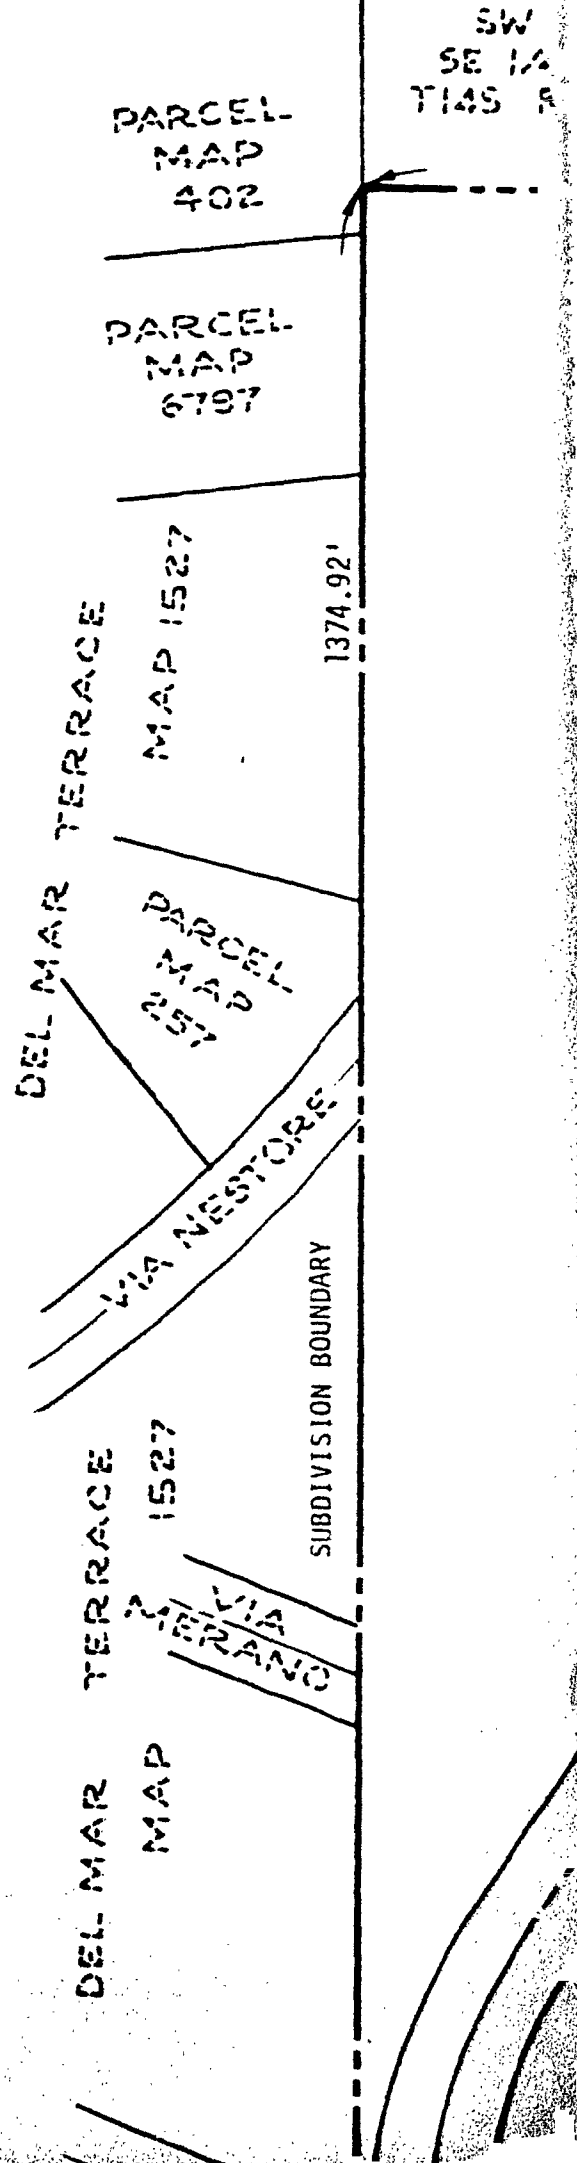 SW
SE 1/4
T14S R
PARCEL
MAP
402
PARCEL
MAP
6787
1374.92'
MAP 1527
DEL MAR TERRACE
PARCEL
MAP
257
VIA NESTORE
SUBDIVISION BOUNDARY
DEL MAR TERRACE
MAP 1527
VIA
MERANO